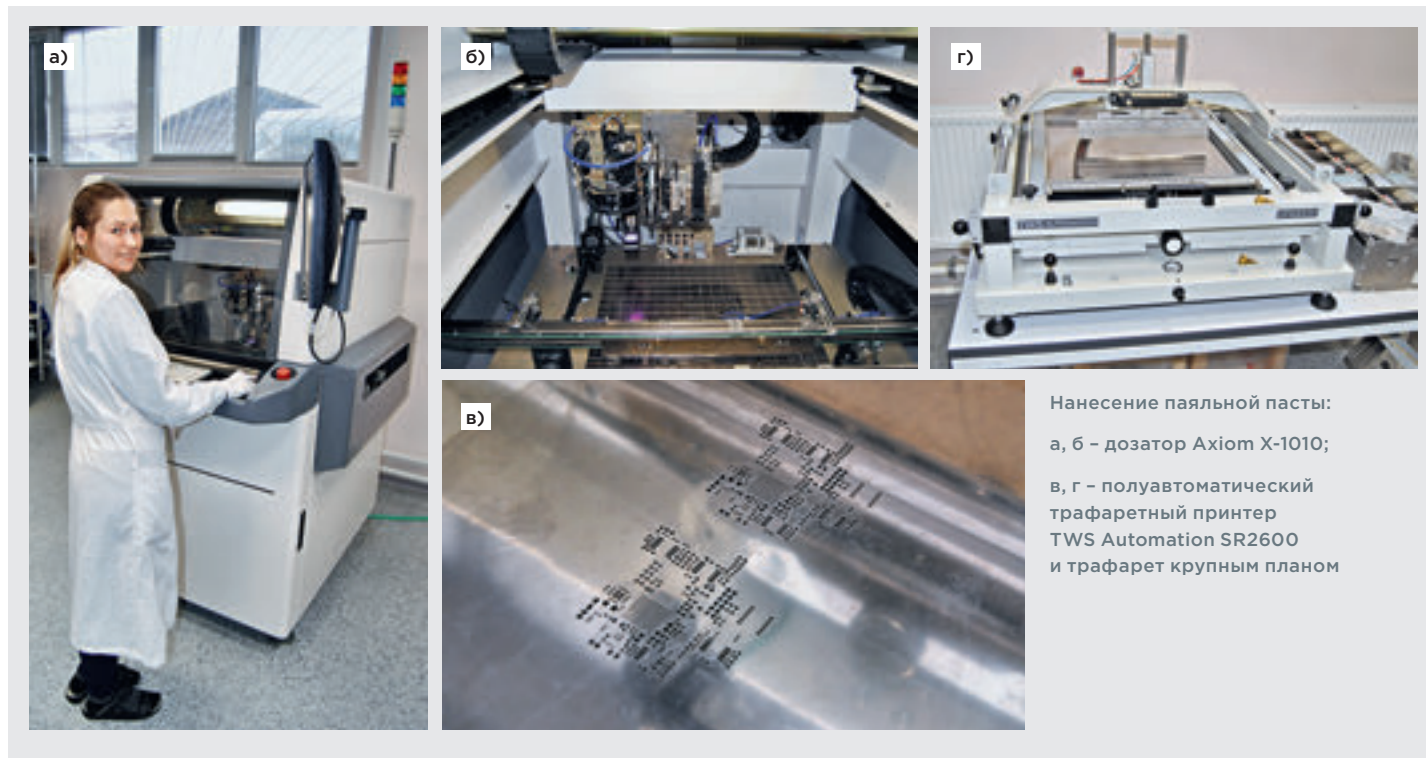 а)
б)
г)
в)
Нанесение паяльной пасты:
а, б – дозатор Axiom X-1010;
в, г – полуавтоматический
трафаретный принтер
TWS Automation SR2600
и трафарет крупным планом